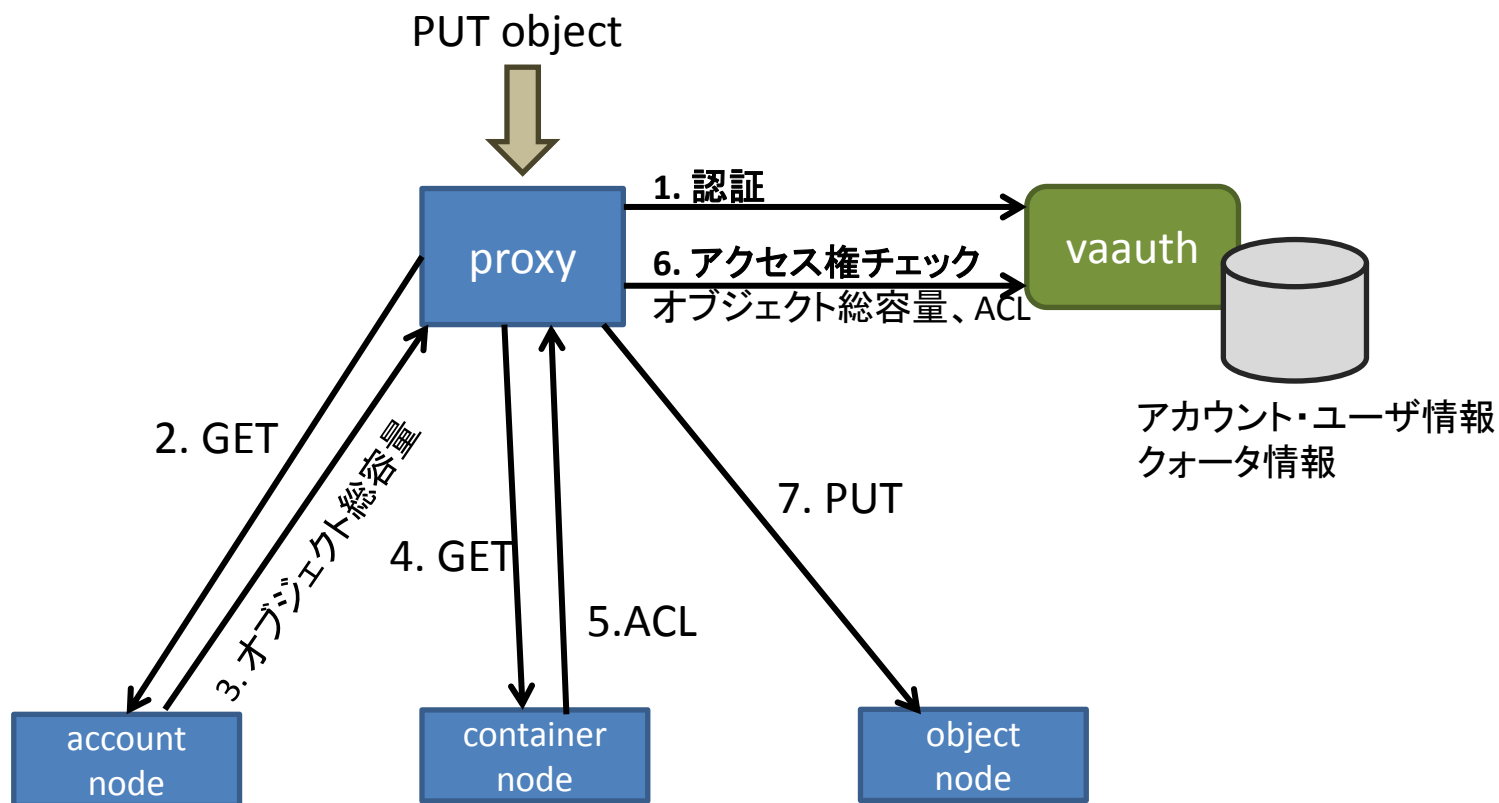 PUT object
1. 認証
proxy
vaauth
6. アクセス権チェック
オブジェクト総容量、ACL
アカウント・ユーザ情報
クォータ情報
2. GET
3. オブジェクト総容量
4. GET
5.ACL
7. PUT
account
node
container
node
object
node